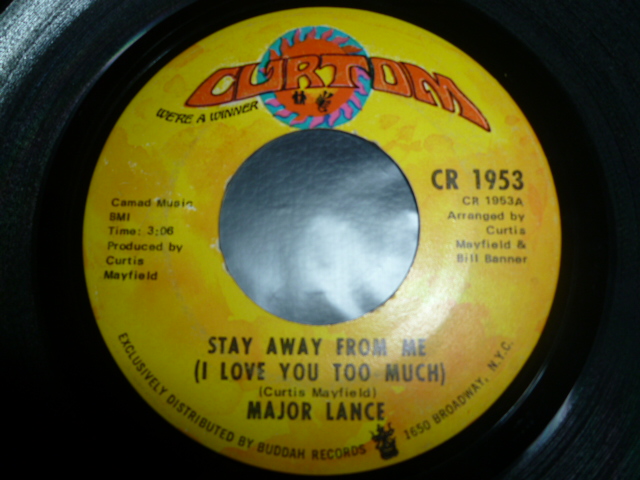 CURTOM
WE'RE A WINNER
CR 1953
CR 1953A
Arranged by
Curtis
Mayfield &
Bill Banner
Camad Music
BMI
Time: 3:06
Produced by
Curtis
Mayfield
STAY AWAY FROM ME
(I LOVE YOU TOO MUCH)
(Curtis Mayfield)
MAJOR LANCE
EXCLUSIVELY DISTRIBUTED BY BUDDAH RECORDS 1650 BROADWAY, N.Y.C.